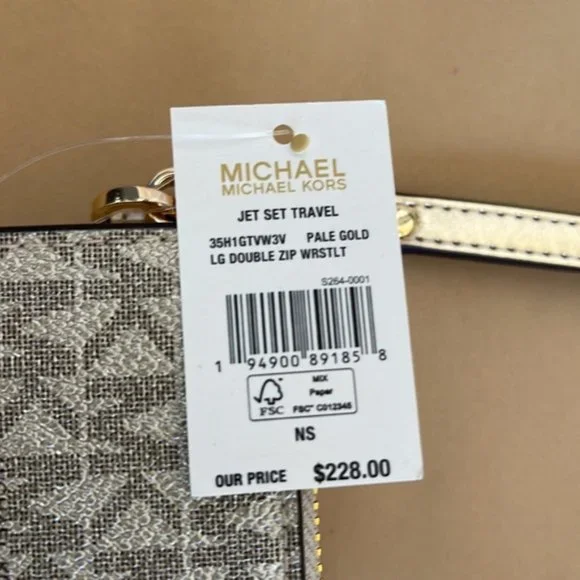 MICHAEL
MICHAEL KORS
JET SET TRAVEL
35H1GTVW3V PALE GOLD
LG DOUBLE ZIP WRSTLT
S264-0001
1 94900 89185 8
FSC
MIX
Paper
FSC™ C012345
NS
OUR PRICE $228.00